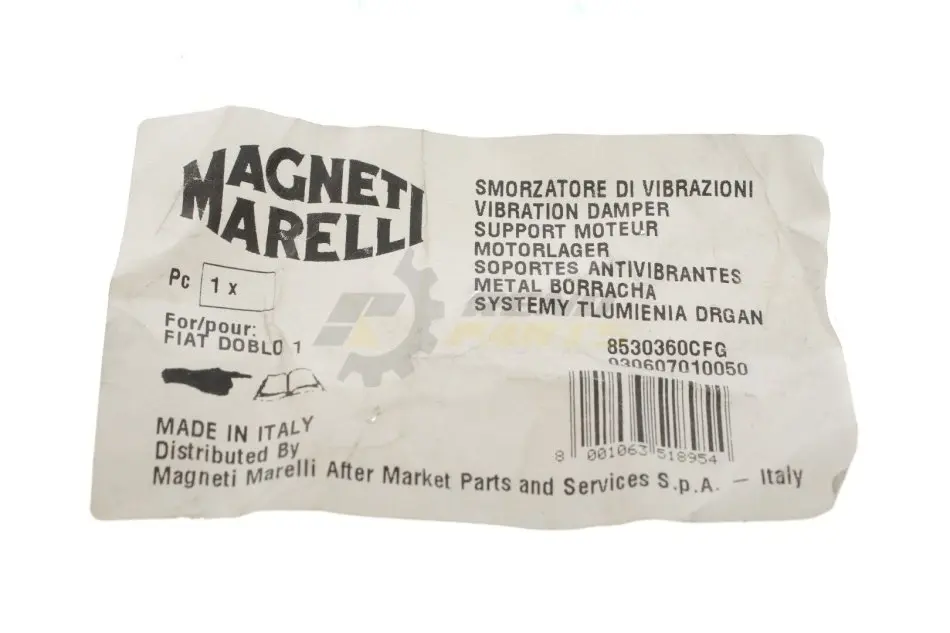 MAGNETI
MARELLI
Pc 1 x
For/pour:
FIAT DOBLO 1
MADE IN ITALY
Distributed By
Magneti Marelli After Market Parts and Services S.p.A. – Italy
SMORZATORE DI VIBRAZIONI
VIBRATION DAMPER
SUPPORT MOTEUR
MOTORLAGER
SOPORTES ANTIVIBRANTES
METAL BORRACHA
SYSTEMY TLUMIENIA DRGAN
8530360CFG
030607010050
8 001063 518954
PARTS